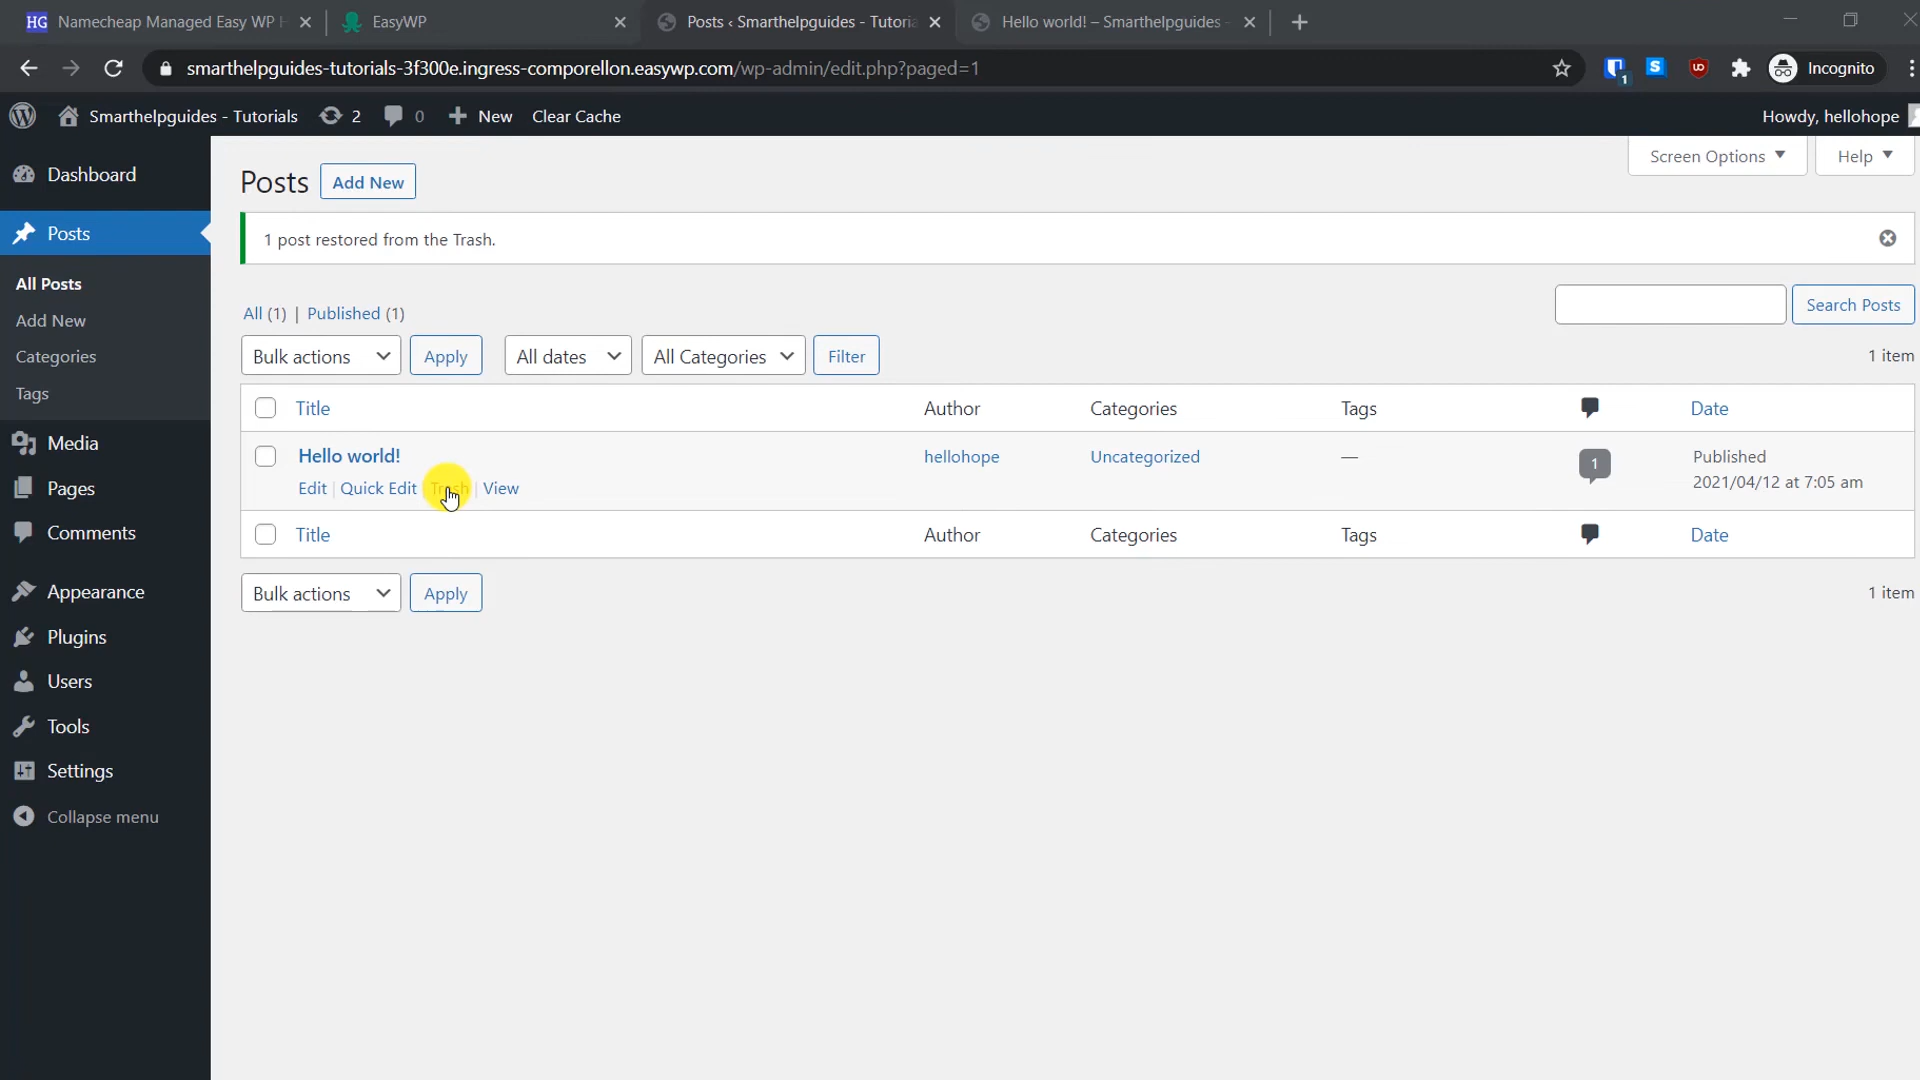 HG Namecheap Managed Easy WP H
EasyWP
Posts ‹ Smarthelpguides - Tutoria
Hello world! – Smarthelpguides -
smarthelpguides-tutorials-3f300e.ingress-comporellon.easywp.com/wp-admin/edit.php?paged=1
1 S Incognito
Smarthelpguides - Tutorials 2 0 New Clear Cache
Howdy, hellohope
Dashboard
Posts
All Posts
Add New
Categories
Tags
Media
Pages
Comments
Appearance
Plugins
Users
Tools
Settings
Collapse menu
Screen Options Help
Posts Add New
1 post restored from the Trash.
All (1) | Published (1)
Search Posts
Bulk actions Apply All dates All Categories Filter 1 item
Title Author Categories Tags Date
Hello world! hellohope Uncategorized — 1 Published
Edit | Quick Edit | Trash | View 2021/04/12 at 7:05 am
Title Author Categories Tags Date
Bulk actions Apply 1 item